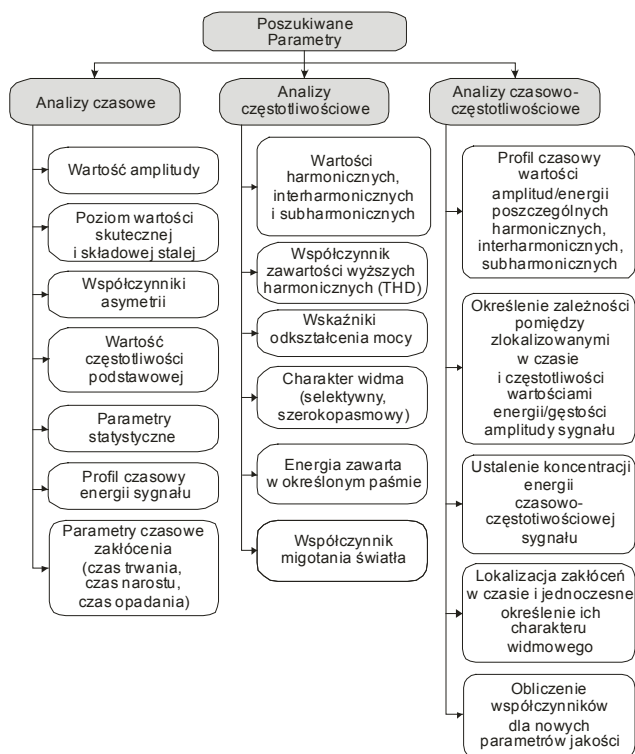 Poszukiwane
Parametry
Analizy czasowe
Wartość amplitudy
Poziom wartości
skutecznej
i składowej stalej
Współczynniki
asymetrii
Wartość
częstotliwości
podstawowej
Parametry
statystyczne
Profil czasowy
energii sygnału
Parametry czasowe
zakłócenia
(czas trwania,
czas narostu,
czas opadania)
Analizy
częstotliwościowe
Wartości
harmonicznych,
interharmonicznych
i subharmonicznych
Współczynnik
zawartości wyższych
harmonicznych (THD)
Wskaźniki
odkształcenia mocy
Charakter widma
(selektywny,
szerokopasmowy)
Energia zawarta
w określonym paśmie
Współczynnik
migotania światła
Analizy czasowo-
częstotliwościowe
Profil czasowy
wartości
amplitud/energii
poszczególnych
harmonicznych,
interharmonicznych,
subharmonicznych
Określenie zależności
pomiędzy
zlokalizowanymi
w czasie
i częstotliwości
wartościami
energii/gęstości
amplitudy sygnału
Ustalenie koncentracji
energii
czasowo-
częstotiwościowej
sygnału
Lokalizacja zakłóceń
w czasie i jednoczesne
określenie ich
charakteru
widmowego
Obliczenie
współczynników
dla nowych
parametrów jakości